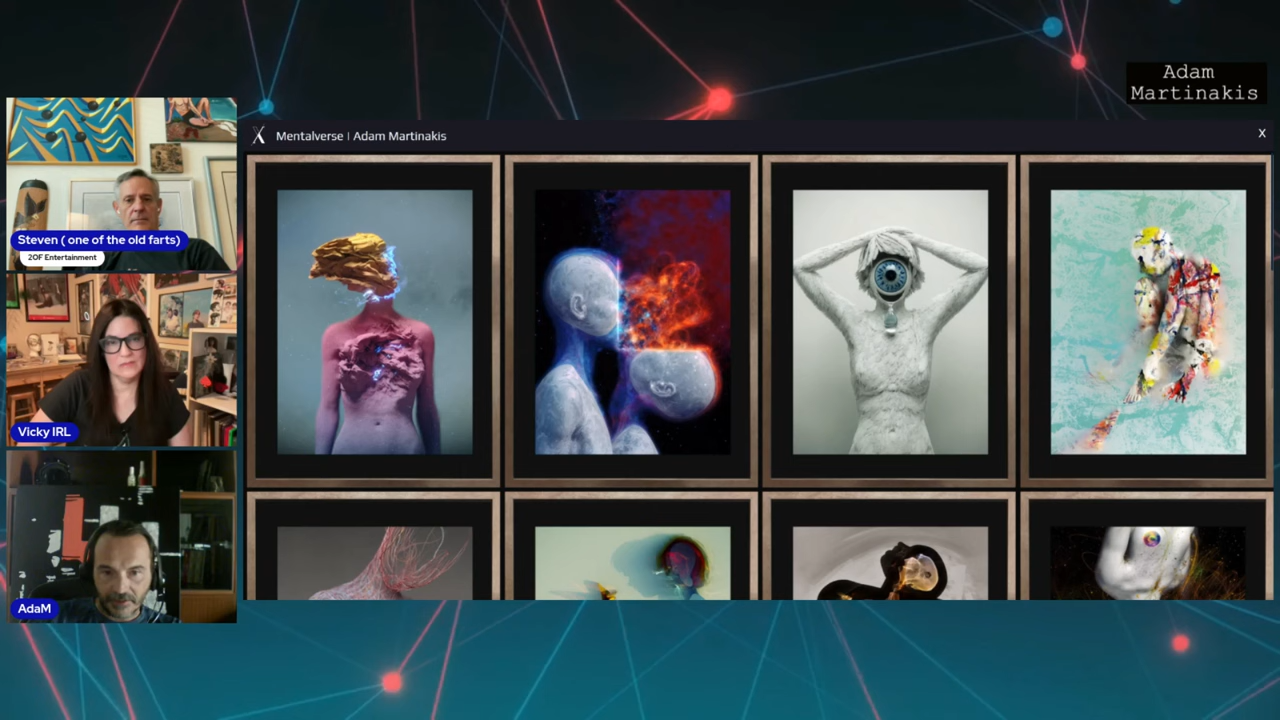 Adam
Martinakis
Mentalverse | Adam Martinakis
X
Steven ( one of the old farts)
2OF Entertainment
Vicky IRL
AdaM